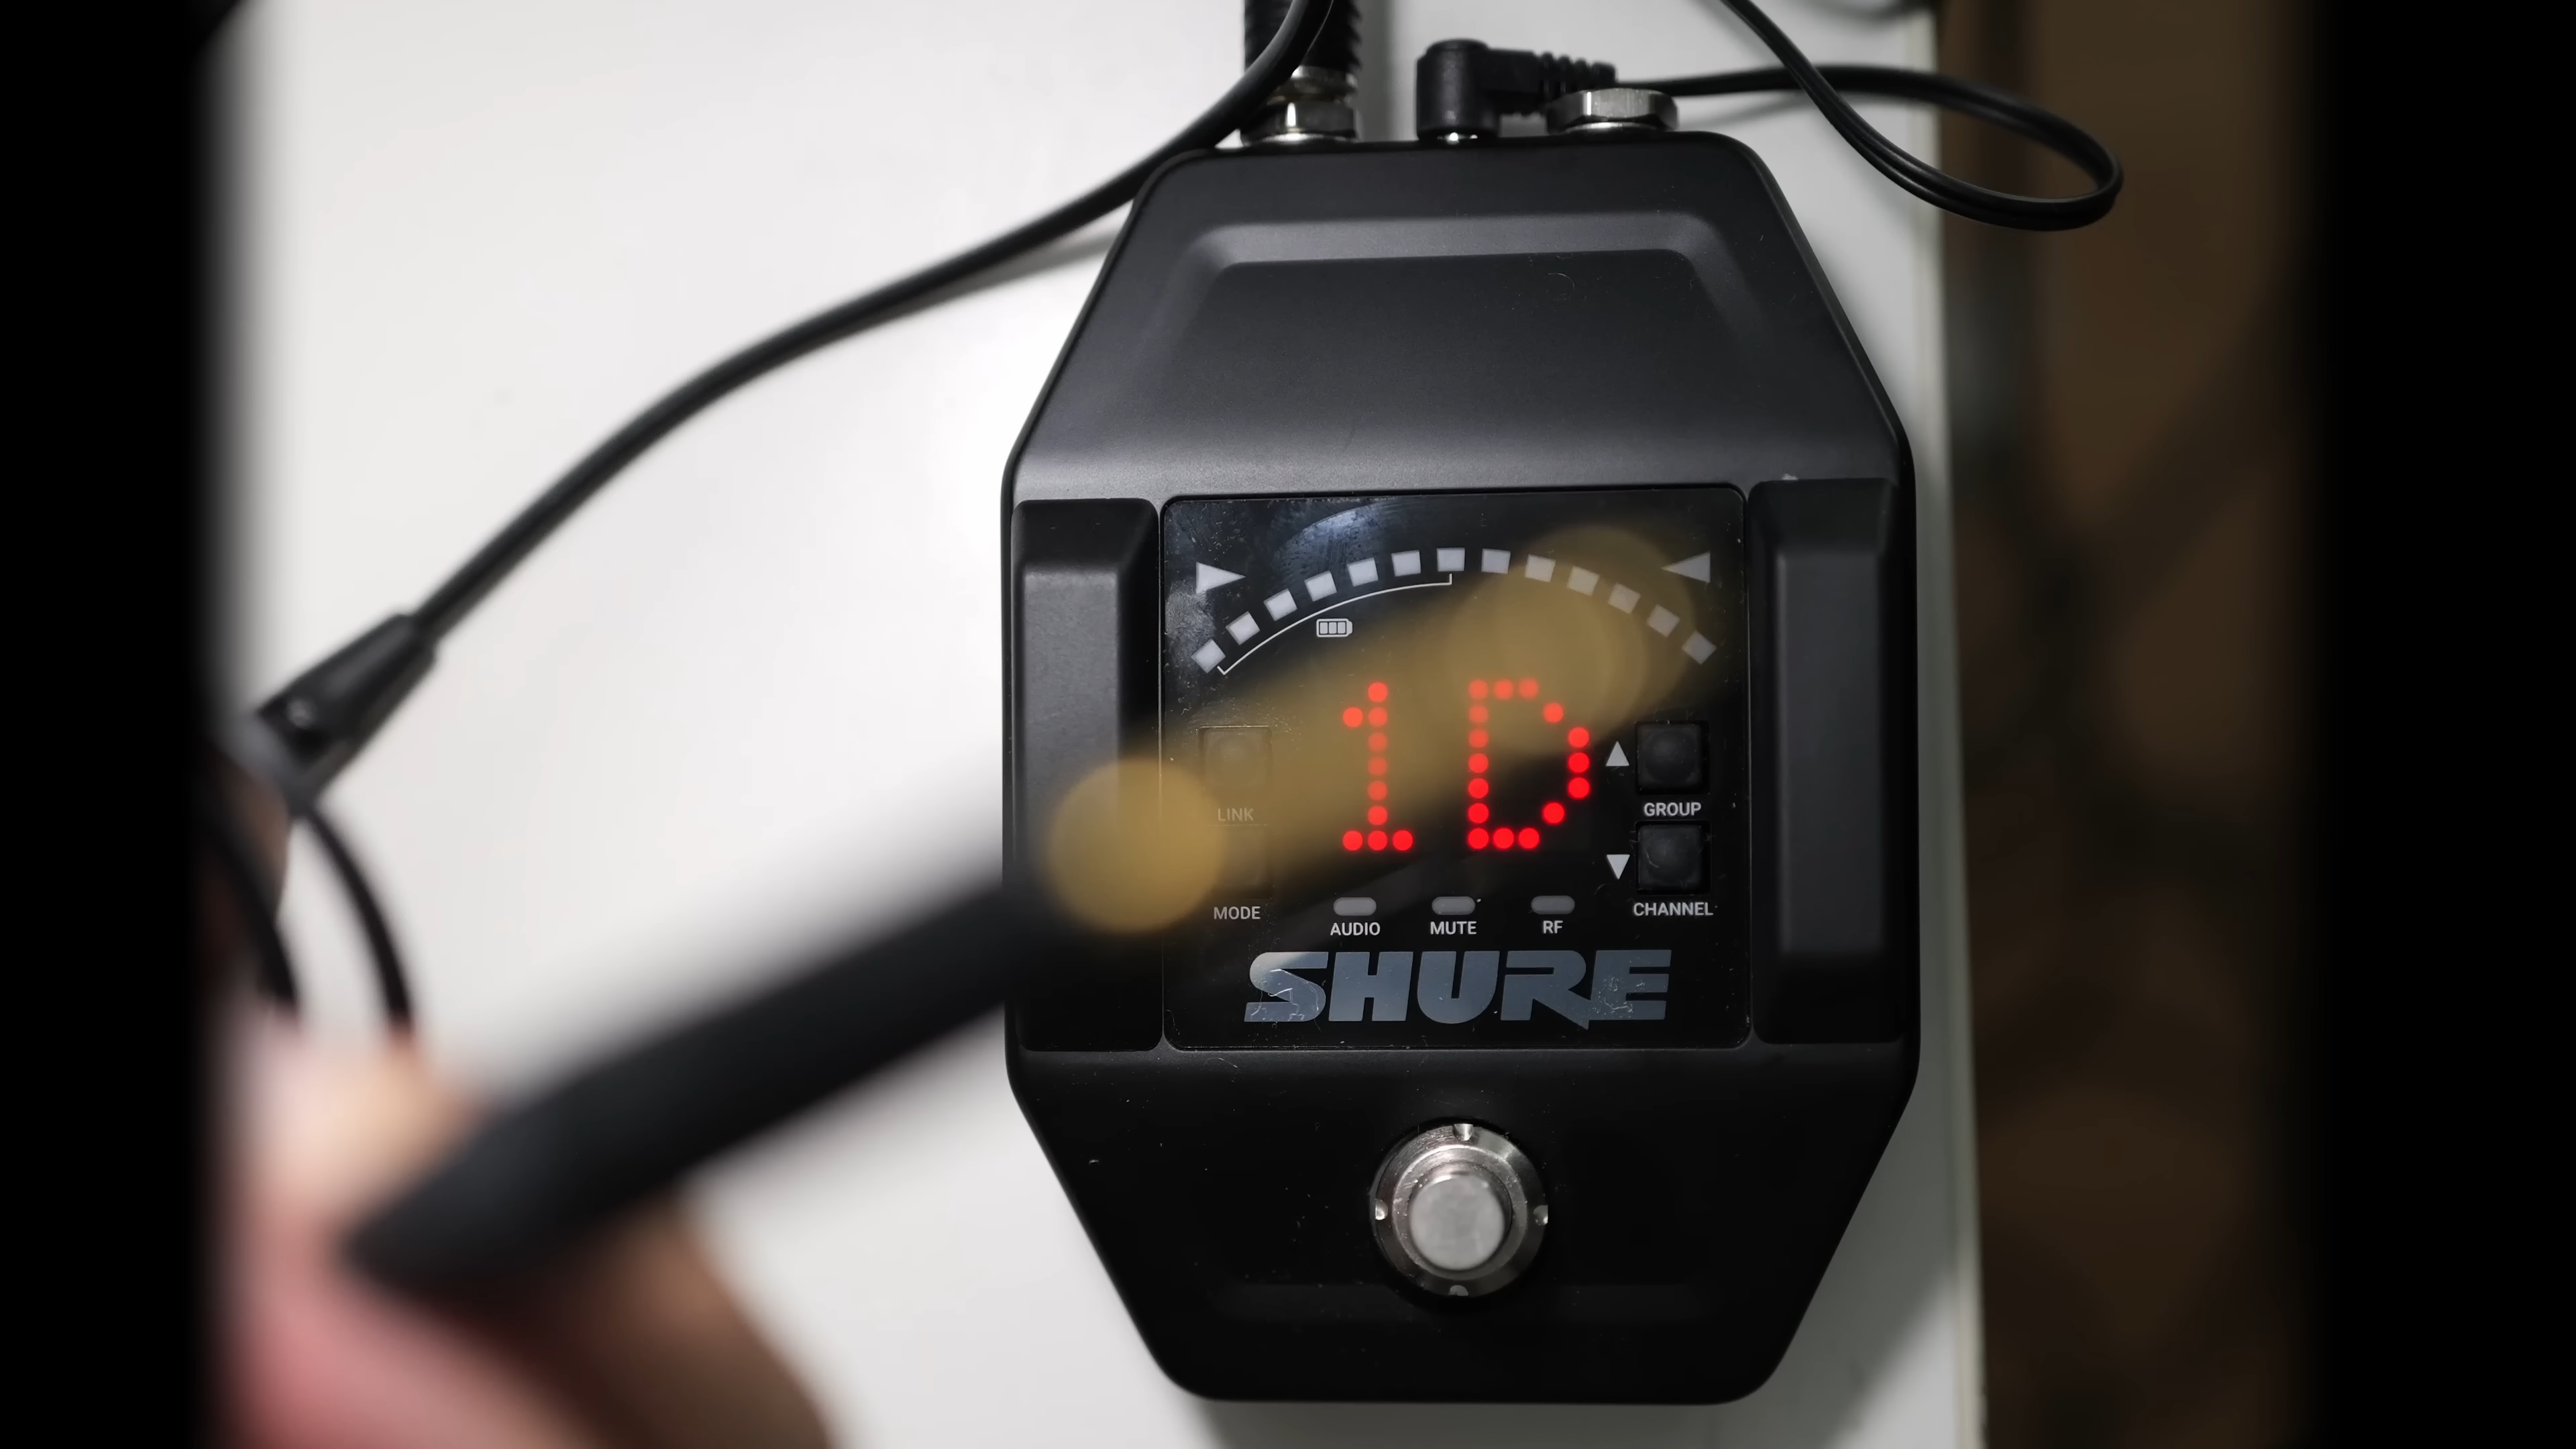 1D
LINK
GROUP
MODE
AUDIO
MUTE
RF
CHANNEL
SHURE